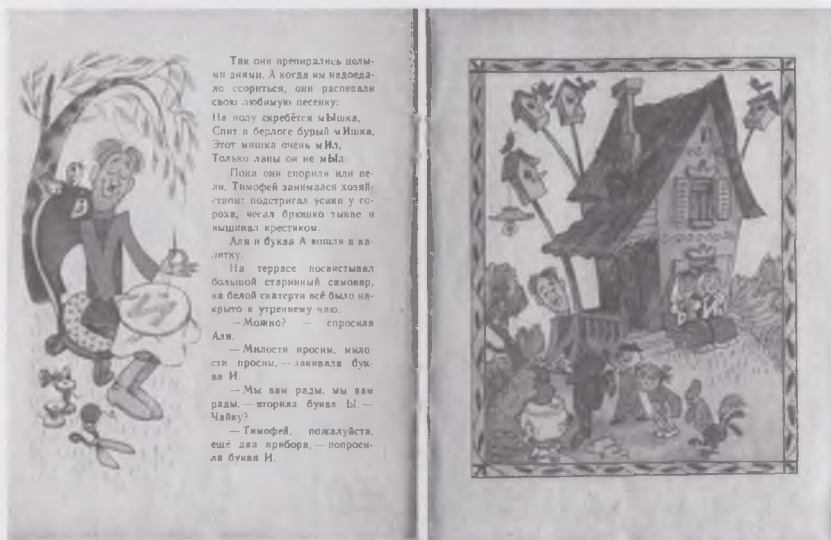 Так они препирались целы-
ми днями. А когда им надоеда-
ло ссориться, они распевали
свою любимую песенку:
На полу скребётся мЫшка,
Спит в берлоге бурый мИшка,
Этот мишка очень мИл,
Только лапы он не мЫл.
Пока они спорили или пе-
ли, Тимофей занимался хозяй-
ством: подстригал усики у го-
роха, чесал брюшко тыкве и
вышивал крестиком.
Аля и буква А вошли в ка-
литку.
На террасе посвистывал
большой старинный самовар,
на белой скатерти всё было на-
крыто к утреннему чаю.
— Можно? — спросила
Аля.
— Милости просим, мило-
сти просим, — закивала бук-
ва И.
— Мы вам рады, мы вам
рады, — вторила буква Ы. —
Чайку?
— Тимофей, пожалуйста,
ещё два прибора, — попроси-
ла буква И.